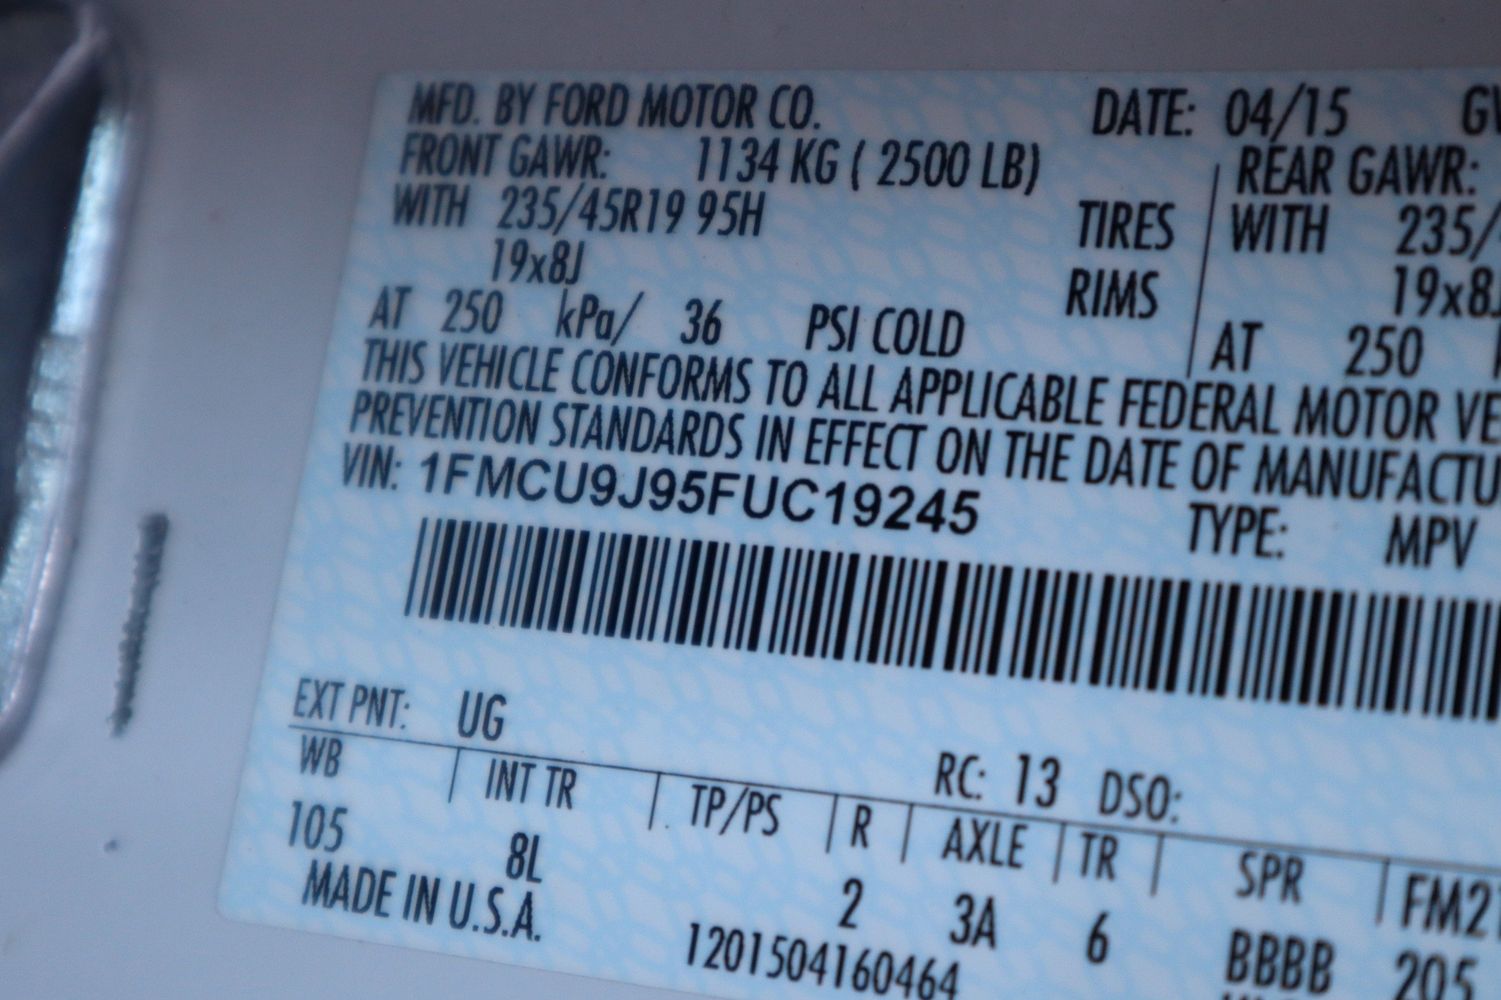 MFD. BY FORD MOTOR CO. DATE: 04/15
FRONT GAWR: 1134 KG ( 2500 LB) REAR GAWR:
WITH 235/45R19 95H TIRES WITH 235/
19x8J RIMS 19x8J
AT 250 kPa/ 36 PSI COLD AT 250
THIS VEHICLE CONFORMS TO ALL APPLICABLE FEDERAL MOTOR
PREVENTION STANDARDS IN EFFECT ON THE DATE OF
VIN: 1FMCU9J95FUC19245 TYPE: MPV
EXT PNT: UG RC: 13 DSO:
WB INT TR TP/PS R AXLE TR SPR
105 8L 2 3A 6 BBBB 205
MADE IN U.S.A. 1201504160464